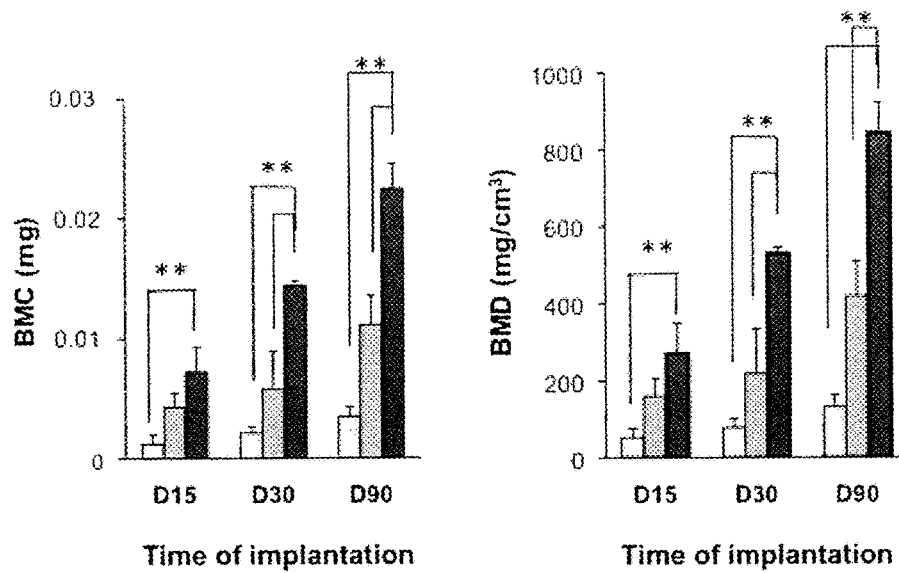 BMC (mg)
0.03
0.02
0.01
0
**
**
**
D15
D30
D90
Time of implantation
BMD (mg/cm³)
1000
800
600
400
200
0
**
**
**
D15
D30
D90
Time of implantation